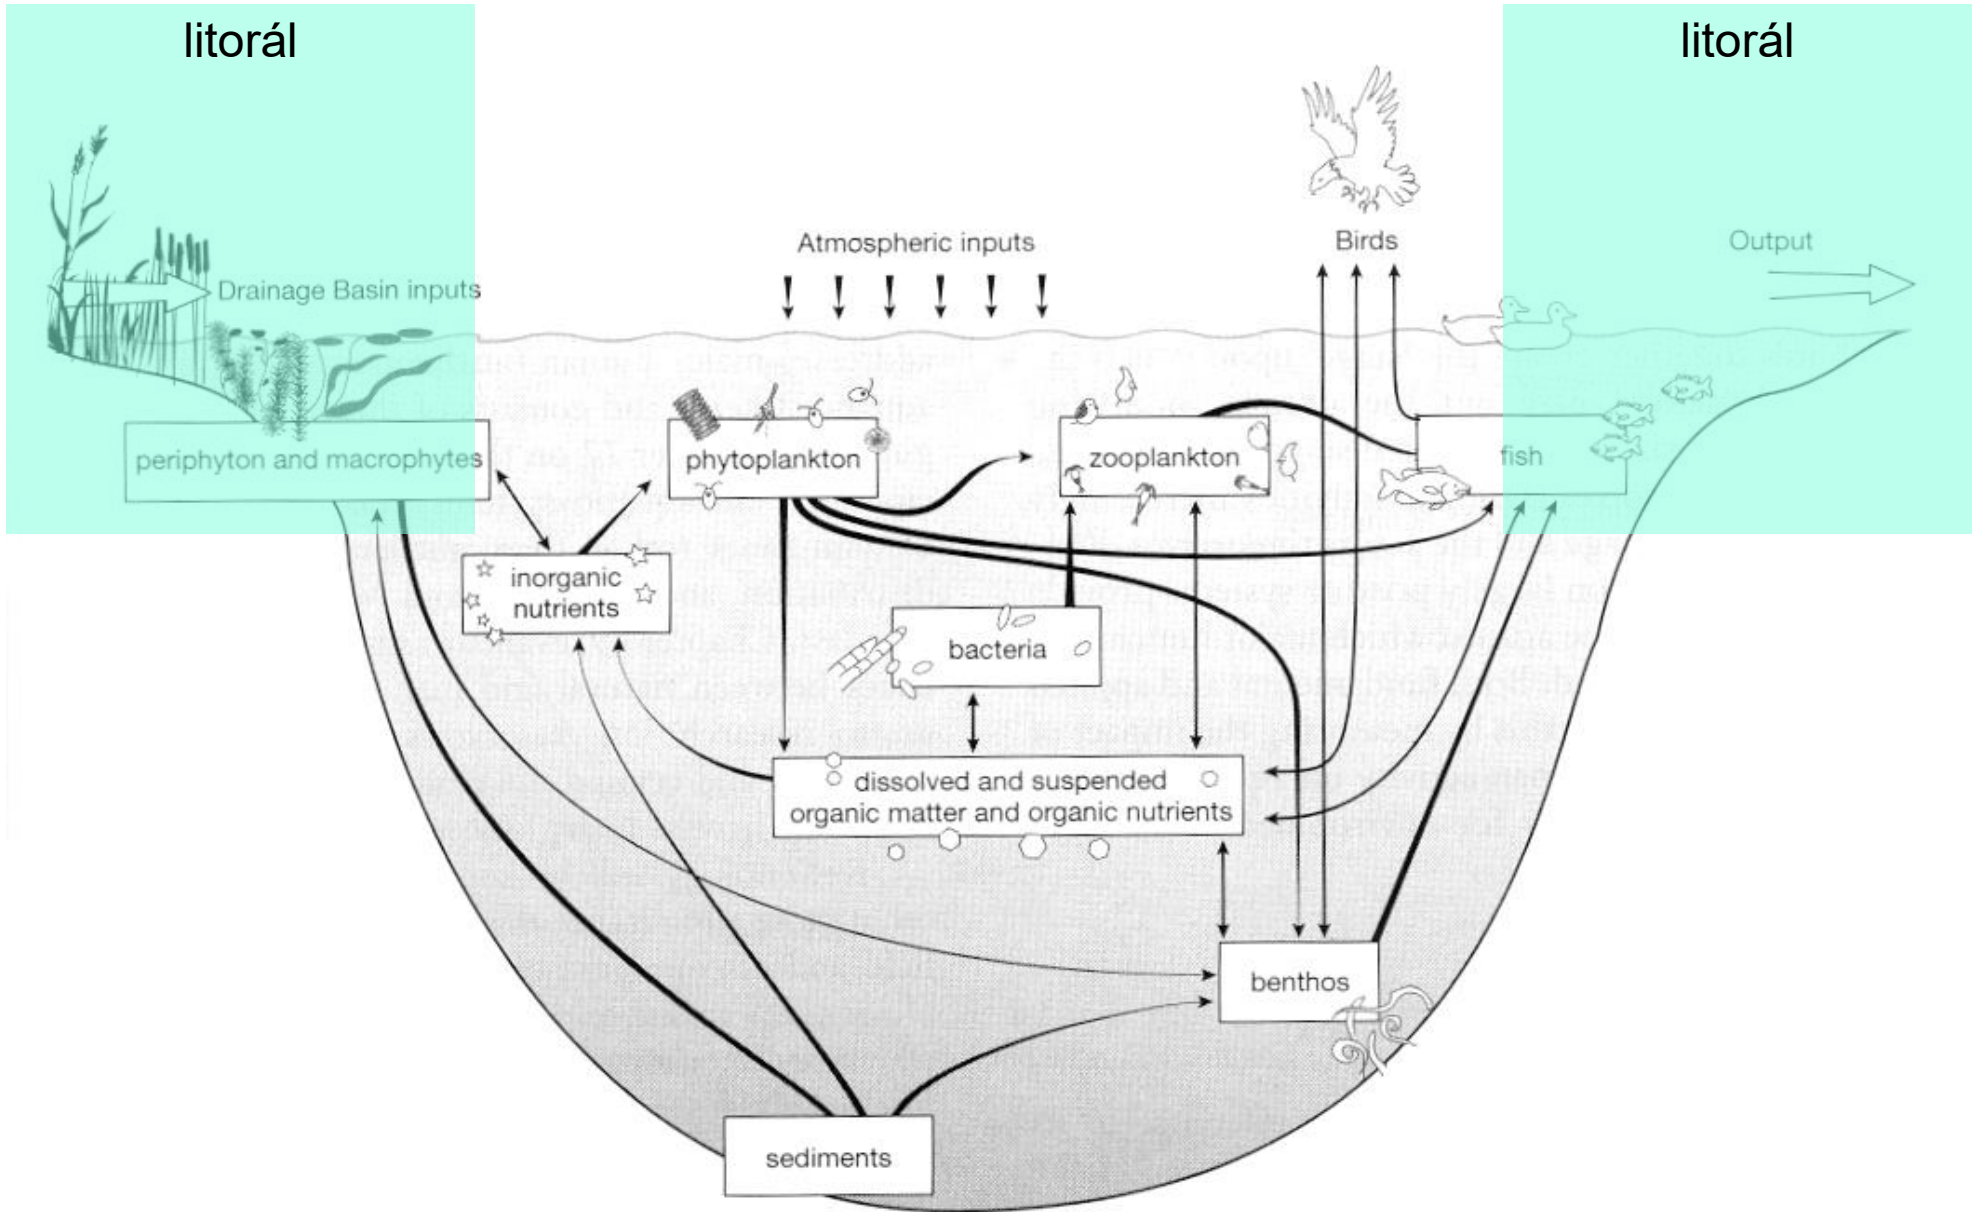 litorál
litorál
Atmospheric inputs
Birds
Output
Drainage Basin inputs
periphyton and macrophytes
phytoplankton
zooplankton
fish
inorganic
nutrients
bacteria
dissolved and suspended
organic matter and organic nutrients
benthos
sediments